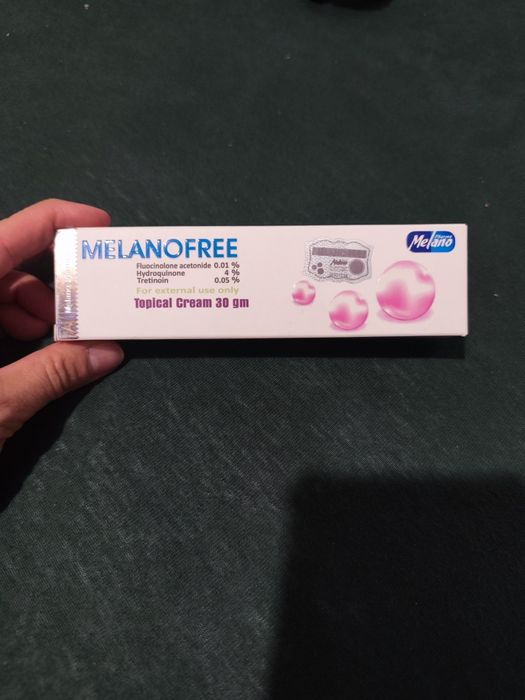 MELANOFREE
Fluocinolone acetonide 0.01 %
Hydroquinone 4 %
Tretinoin 0.05 %
For external use only
Topical Cream 30 gm
Pharma
Melano